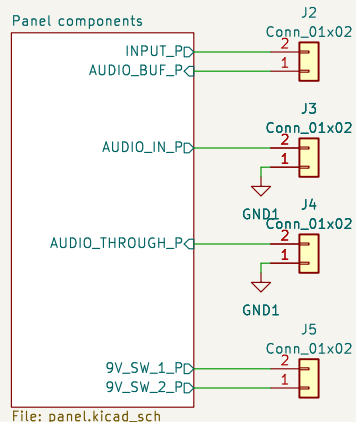 Panel components
J2
Conn_01x02
INPUT_P 2
AUDIO_BUF_P 1
J3
Conn_01x02
AUDIO_IN_P 2
1
GND1
J4
Conn_01x02
AUDIO_THROUGH_P 2
1
GND1
J5
Conn_01x02
9V_SW_1_P 2
9V_SW_2_P 1
File: panel.kicad_sch